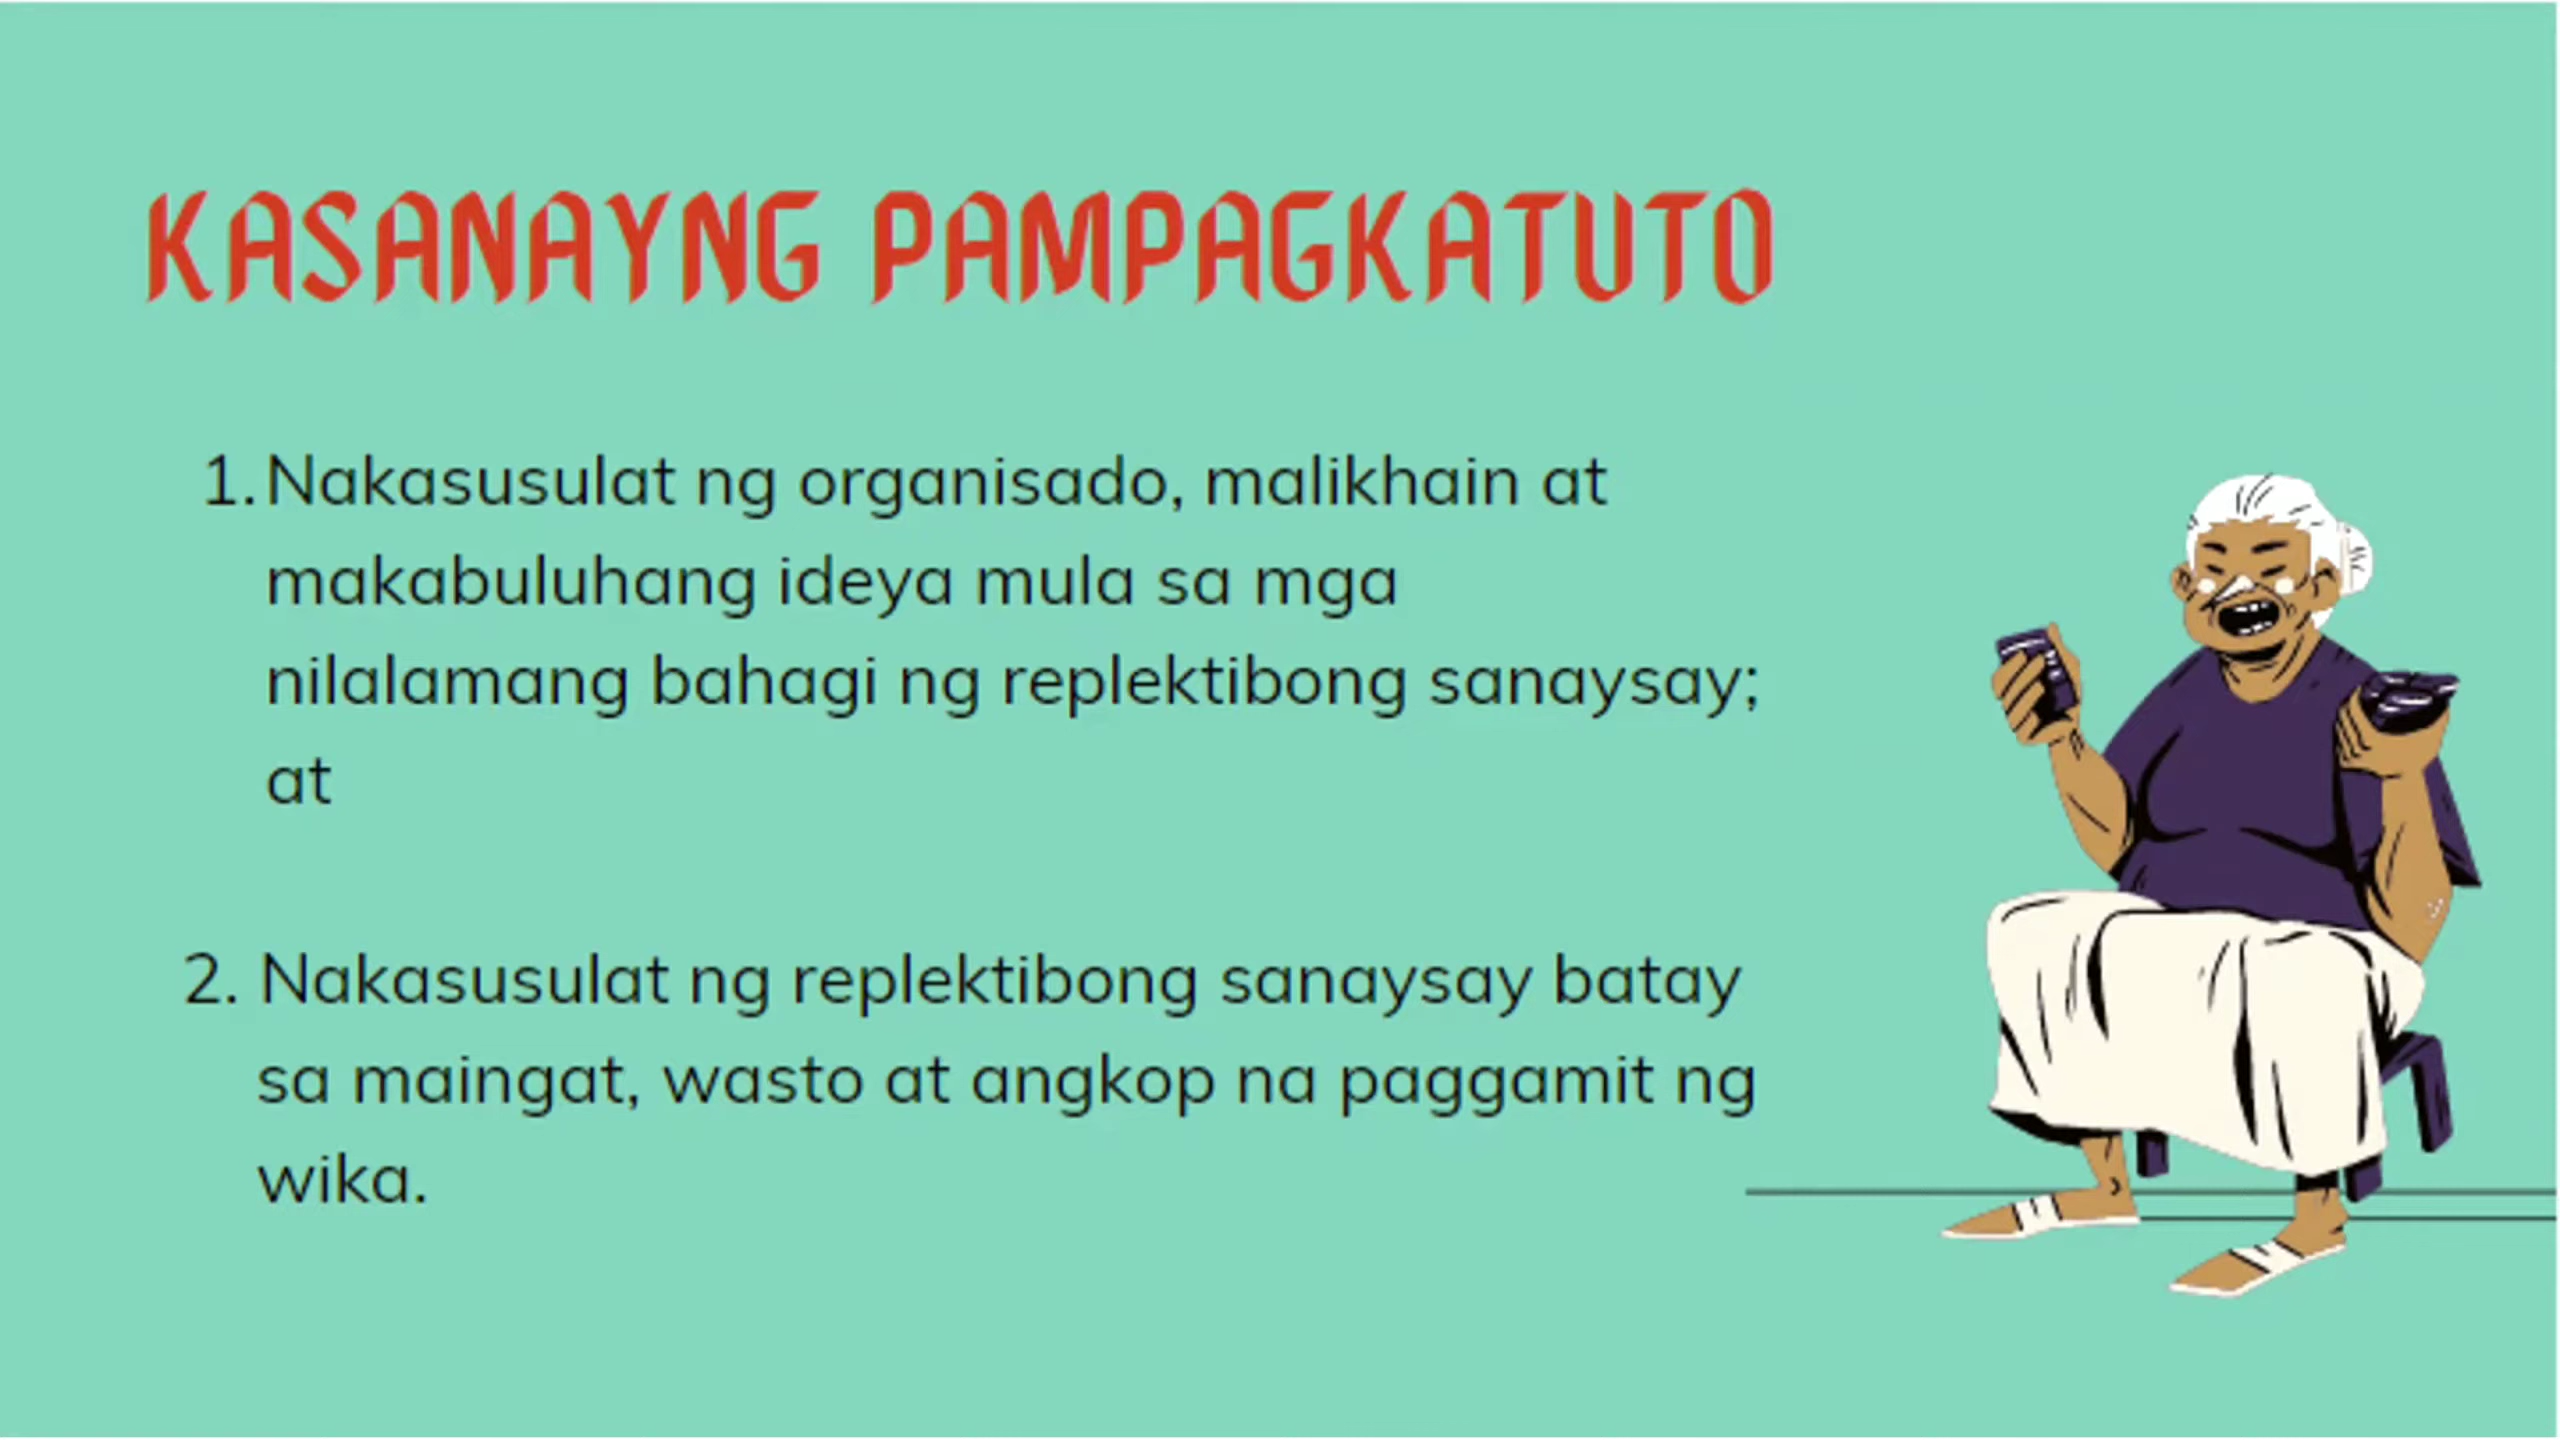 KASANAYNG PAMPAGKATUTO
1. Nakasusulat ng organisado, malikhain at
makabuluhang ideya mula sa mga
nilalamang bahagi ng replektibong sanaysay;
at
2. Nakasusulat ng replektibong sanaysay batay
sa maingat, wasto at angkop na paggamit ng
wika.